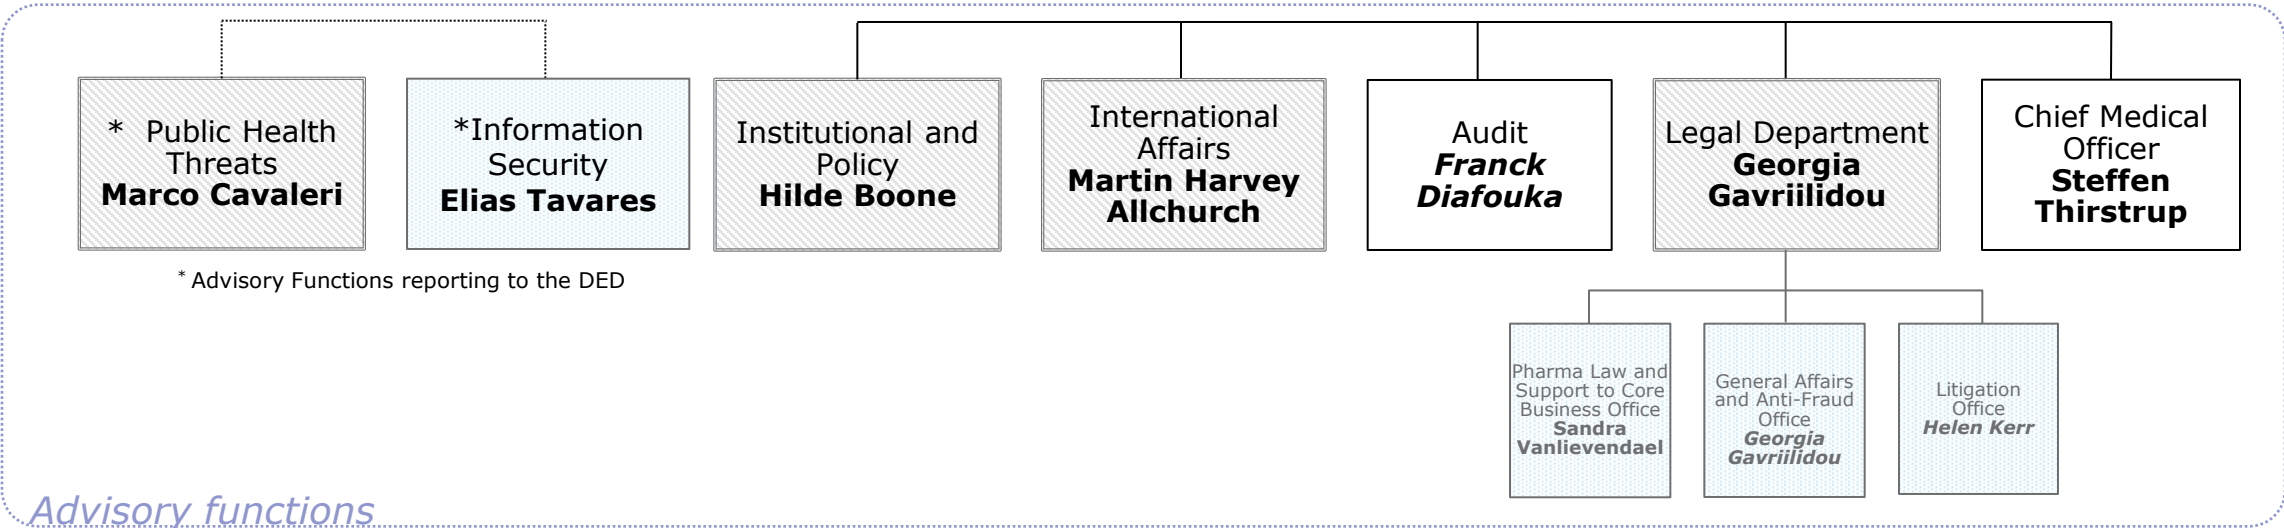 * Public Health
Threats
Marco Cavaleri
*Information
Security
Elias Tavares
Institutional and
Policy
Hilde Boone
International
Affairs
Martin Harvey
Allchurch
Audit
Franck
Diafouka
Legal Department
Georgia
Gavriilidou
Chief Medical
Officer
Steffen
Thirstrup
* Advisory Functions reporting to the DED
Pharma Law and
Support to Core
Business Office
Sandra
Vanlievendael
General Affairs
and Anti-Fraud
Office
Georgia
Gavriilidou
Litigation
Office
Helen Kerr
Advisory functions